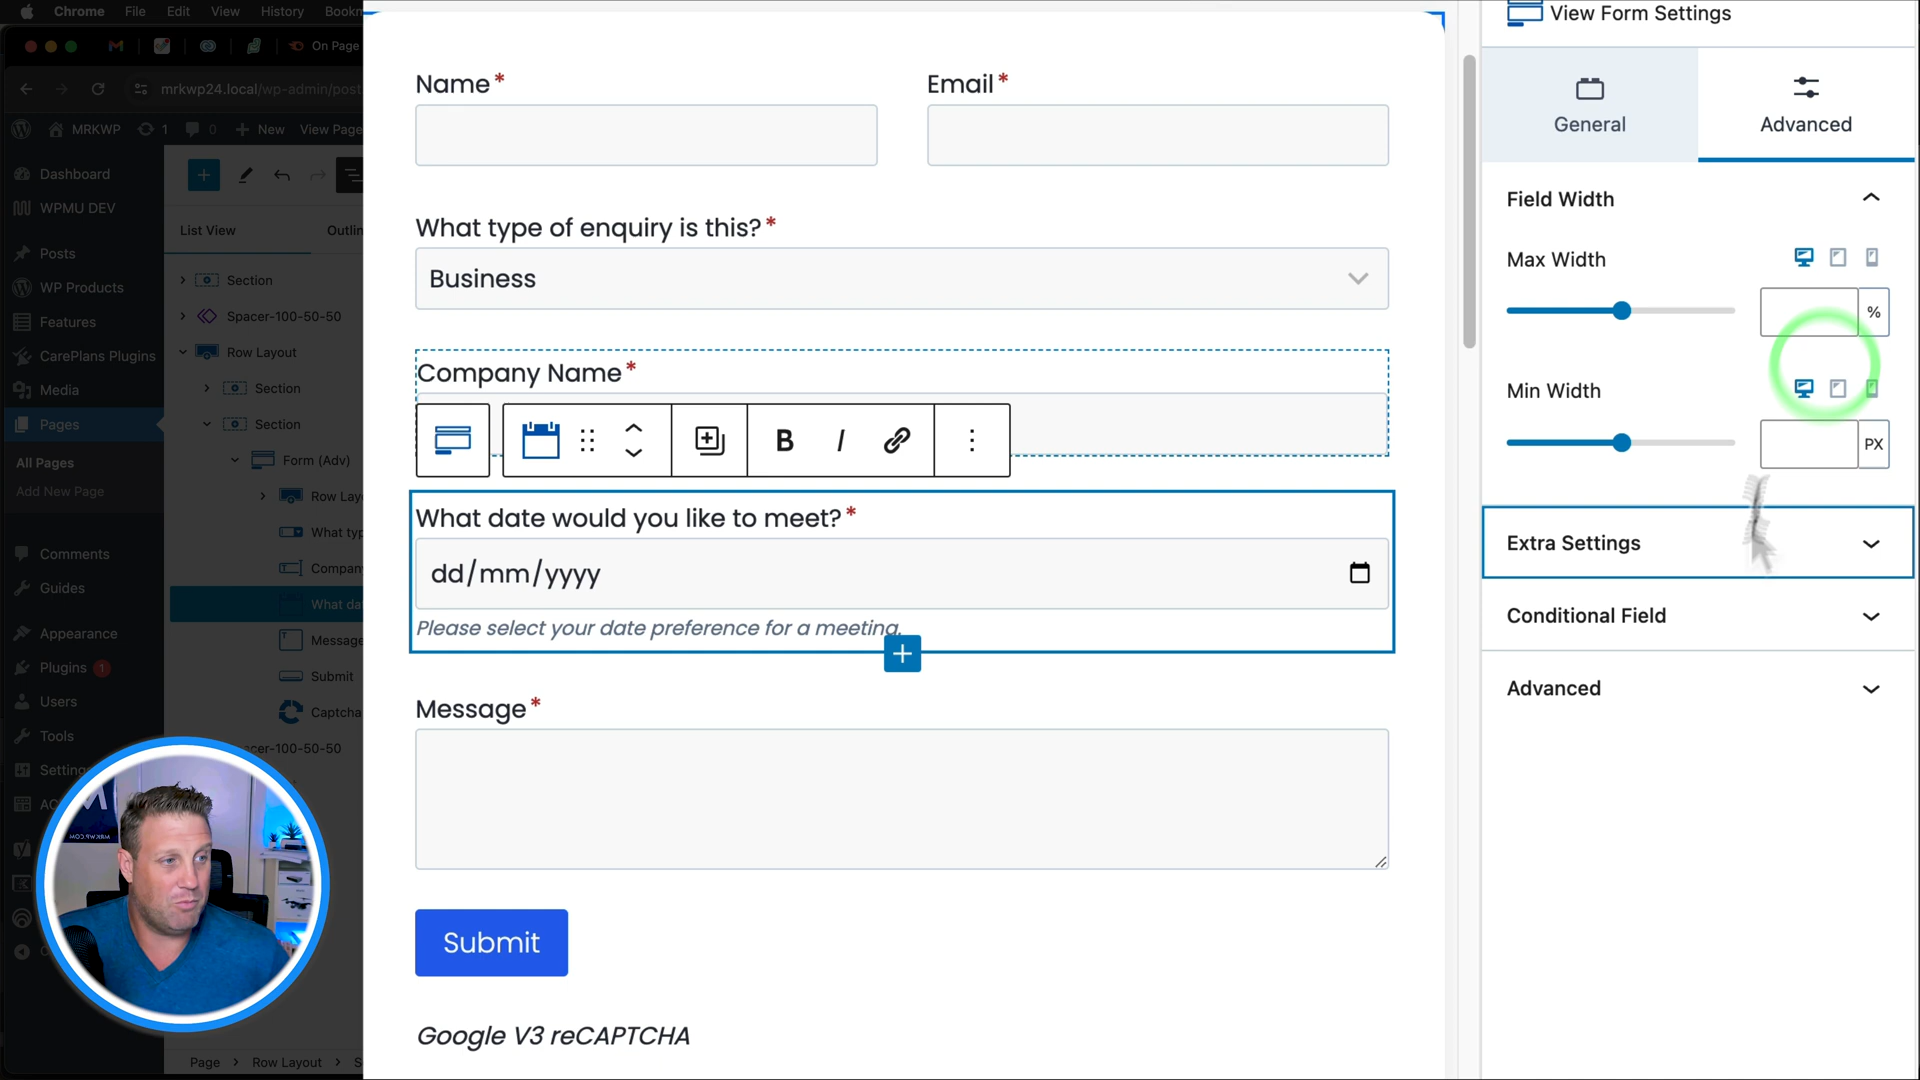 Chrome File Edit View History Bookm
On Page
mrkwp24.local/wp-admin/post
MRKWP 1 0 New View Page
Dashboard
WPMU DEV
Posts
WP Products
Features
CarePlans Plugins
Media
Pages
All Pages
Add New Page
Comments
Guides
Appearance
Plugins 1
Users
Tools
Settings
AC
List View Outlin
Section
Spacer-100-50-50
Row Layout
Section
Section
Form (Adv)
Row Lay
What typ
Company
What da
Message
Submit
Captcha
acer-100-50-50
Page > Row Layout > S
Name*
Email*
What type of enquiry is this?*
Business
Company Name*
B I
What date would you like to meet?*
dd/mm/yyyy
Please select your date preference for a meeting.
Message*
Submit
Google V3 reCAPTCHA
View Form Settings
General
Advanced
Field Width
Max Width
%
Min Width
PX
Extra Settings
Conditional Field
Advanced